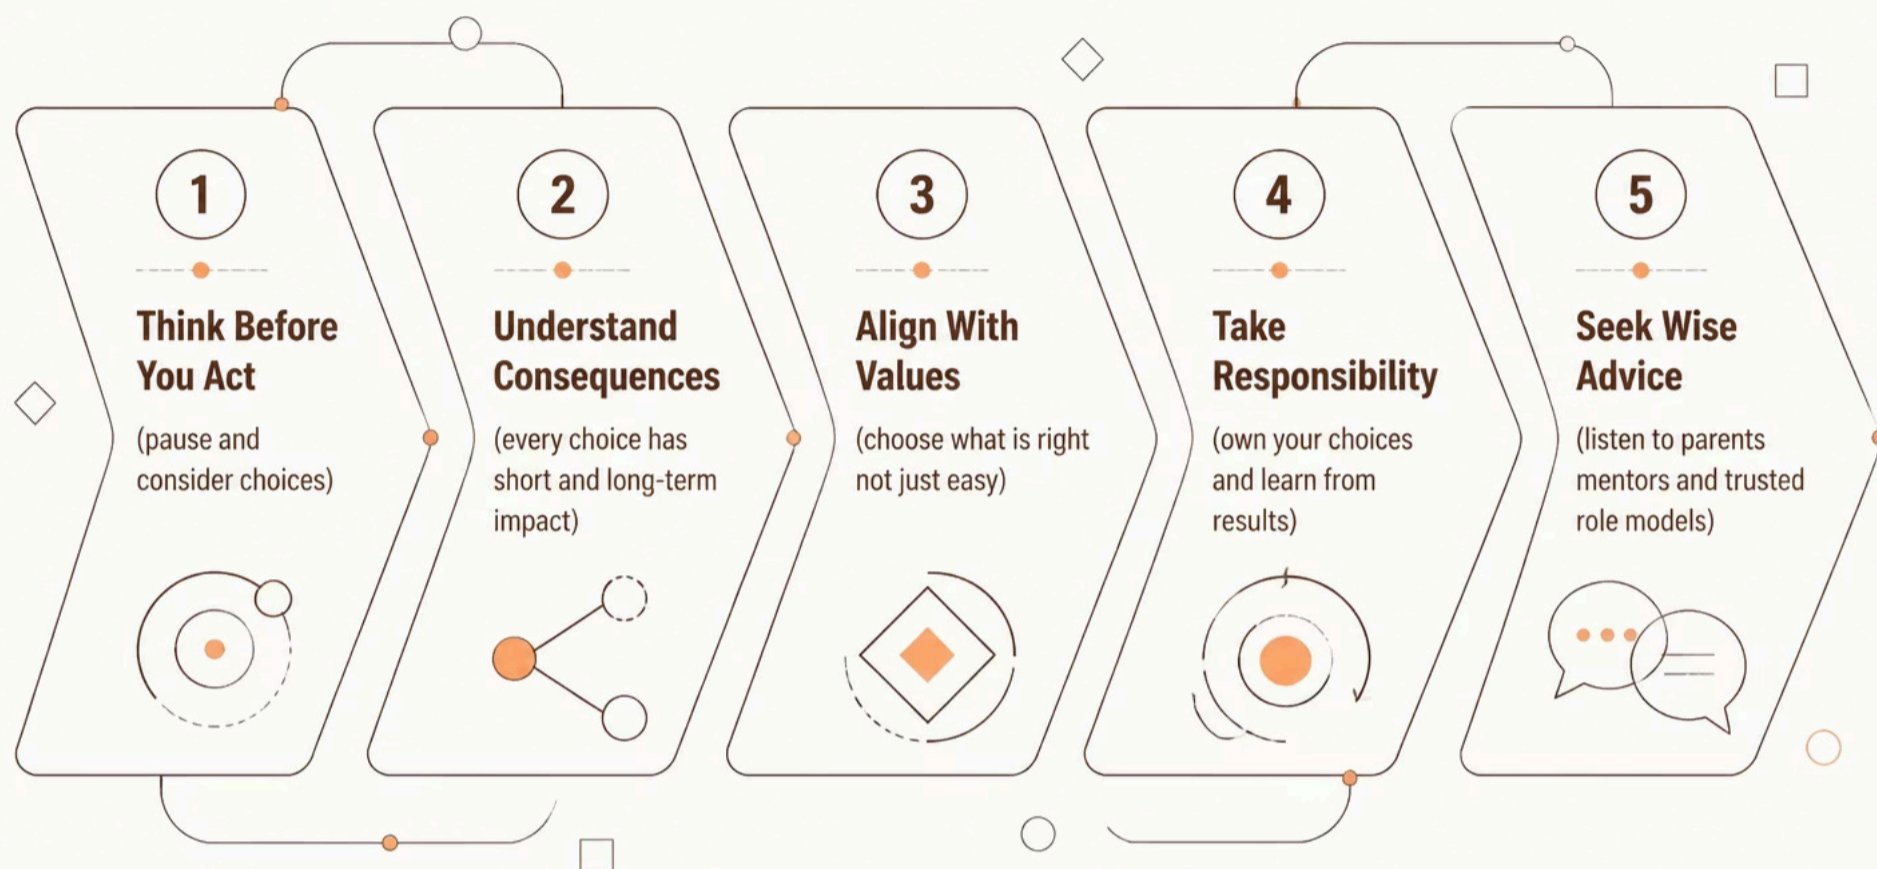 1
Think Before
You Act
(pause and
consider choices)
2
Understand
Consequences
(every choice has
short and long-term
impact)
3
Align With
Values
(choose what is right
not just easy)
4
Take
Responsibility
(own your choices
and learn from
results)
5
Seek Wise
Advice
(listen to parents
mentors and trusted
role models)